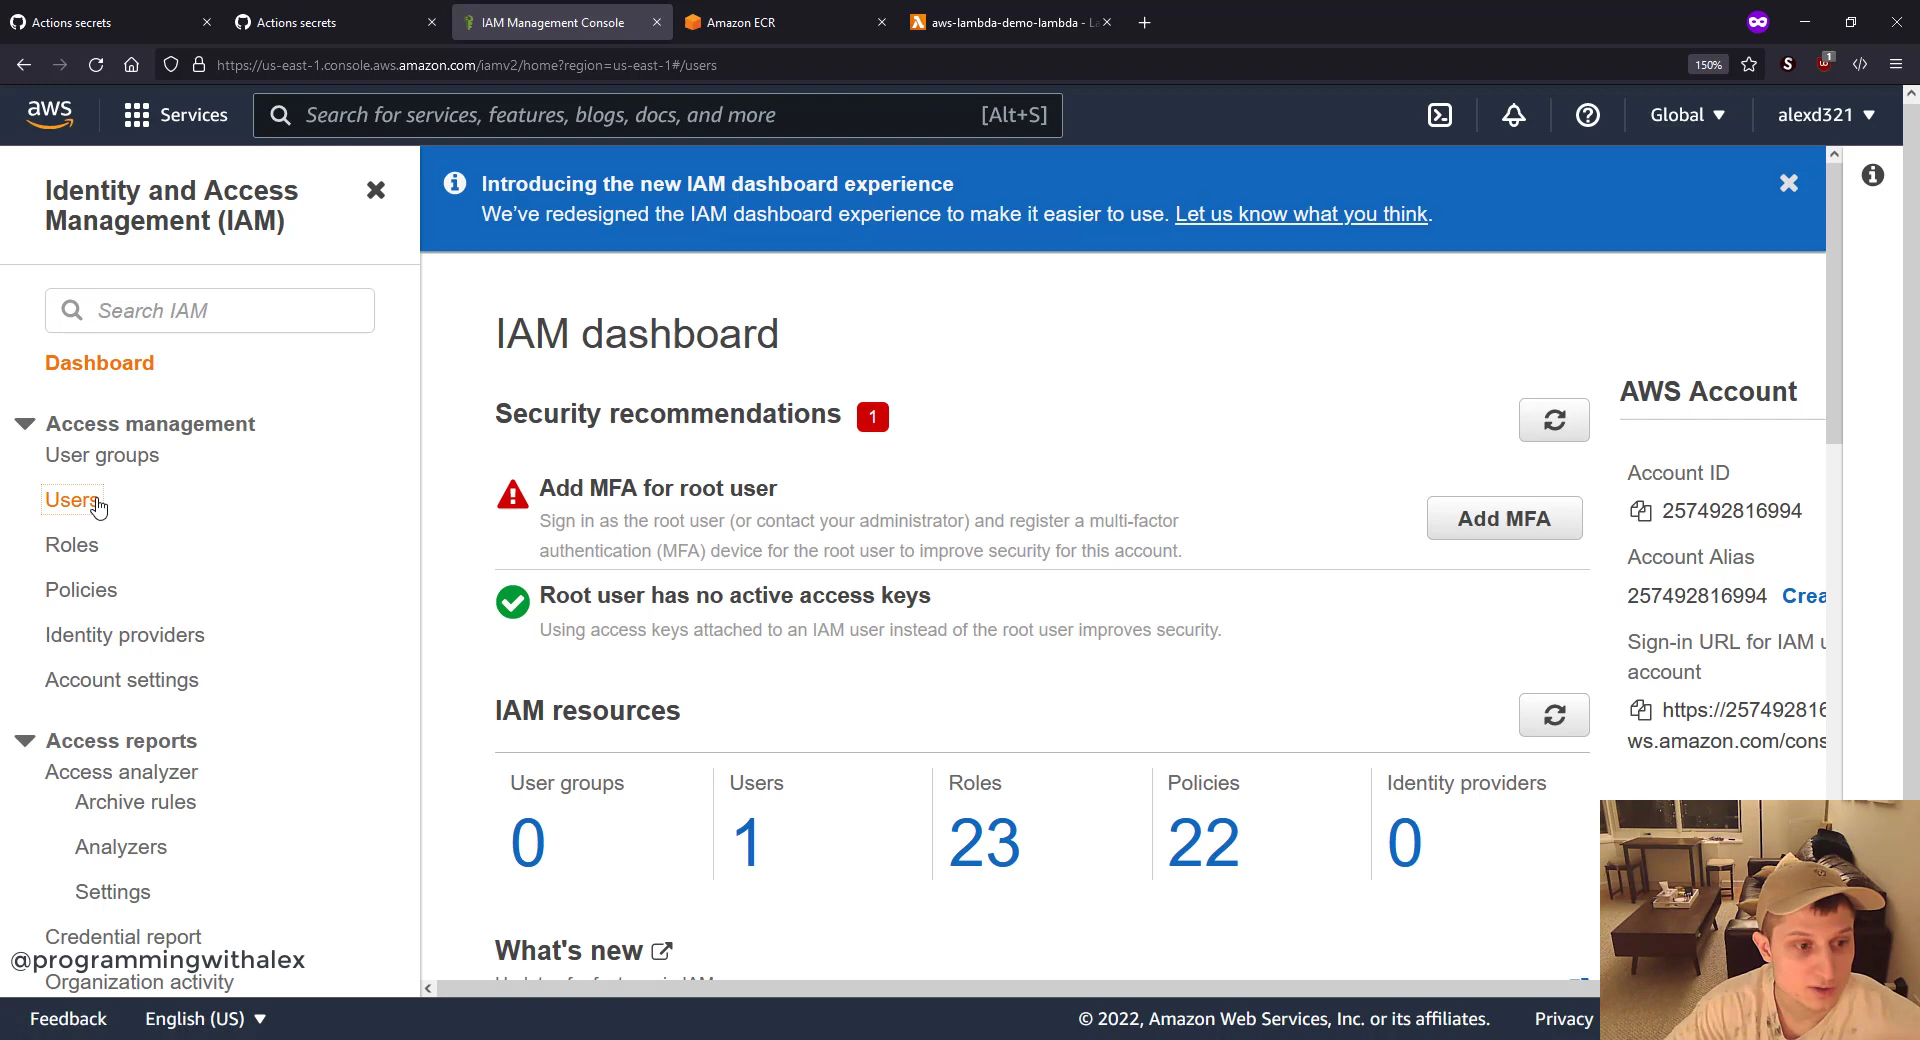 Actions secrets
Actions secrets
IAM Management Console
Amazon ECR
aws-lambda-demo-lambda - L
https://us-east-1.console.aws.amazon.com/iamv2/home?region=us-east-1#/users
150%
1
aws
Services
Search for services, features, blogs, docs, and more
[Alt+S]
Global
alexd321
Identity and Access
Management (IAM)
Search IAM
Dashboard
Access management
User groups
Users
Roles
Policies
Identity providers
Account settings
Access reports
Access analyzer
Archive rules
Analyzers
Settings
Credential report
@programmingwithalex
Organization activity
Introducing the new IAM dashboard experience
We've redesigned the IAM dashboard experience to make it easier to use. Let us know what you think.
IAM dashboard
Security recommendations 1
Add MFA for root user
Sign in as the root user (or contact your administrator) and register a multi-factor
authentication (MFA) device for the root user to improve security for this account.
Add MFA
Root user has no active access keys
Using access keys attached to an IAM user instead of the root user improves security.
IAM resources
User groups
0
Users
1
Roles
23
Policies
22
Identity providers
0
What's new
AWS Account
Account ID
257492816994
Account Alias
257492816994 Crea
Sign-in URL for IAM u
account
https://257492816
ws.amazon.com/cons
Feedback
English (US)
© 2022, Amazon Web Services, Inc. or its affiliates.
Privacy